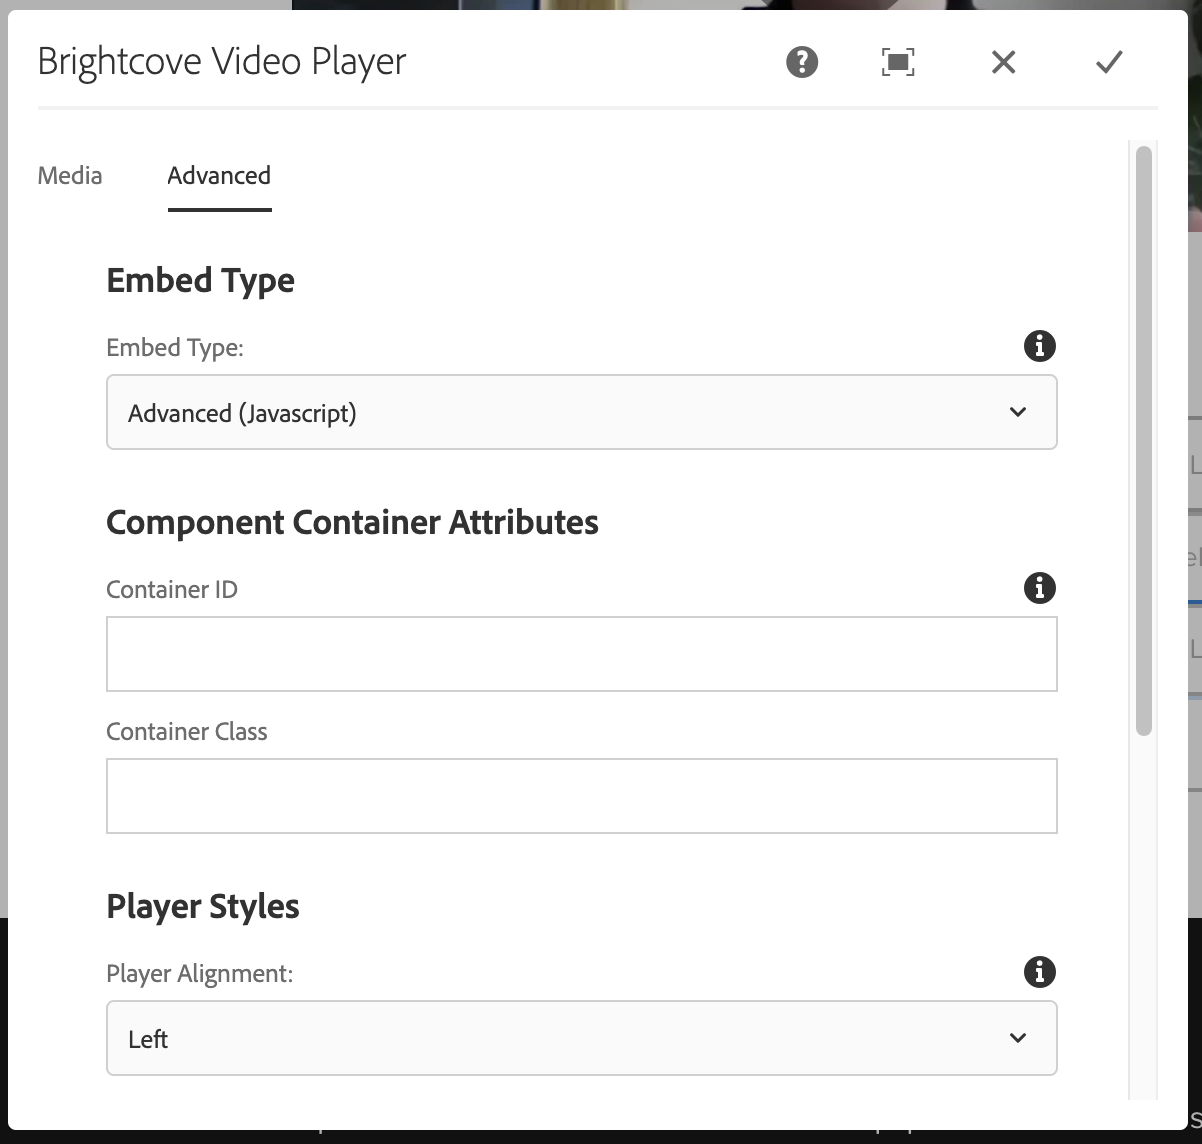 Brightcove Video Player
Media
Advanced
Embed Type
Embed Type:
Advanced (Javascript)
Component Container Attributes
Container ID
Container Class
Player Styles
Player Alignment:
Left